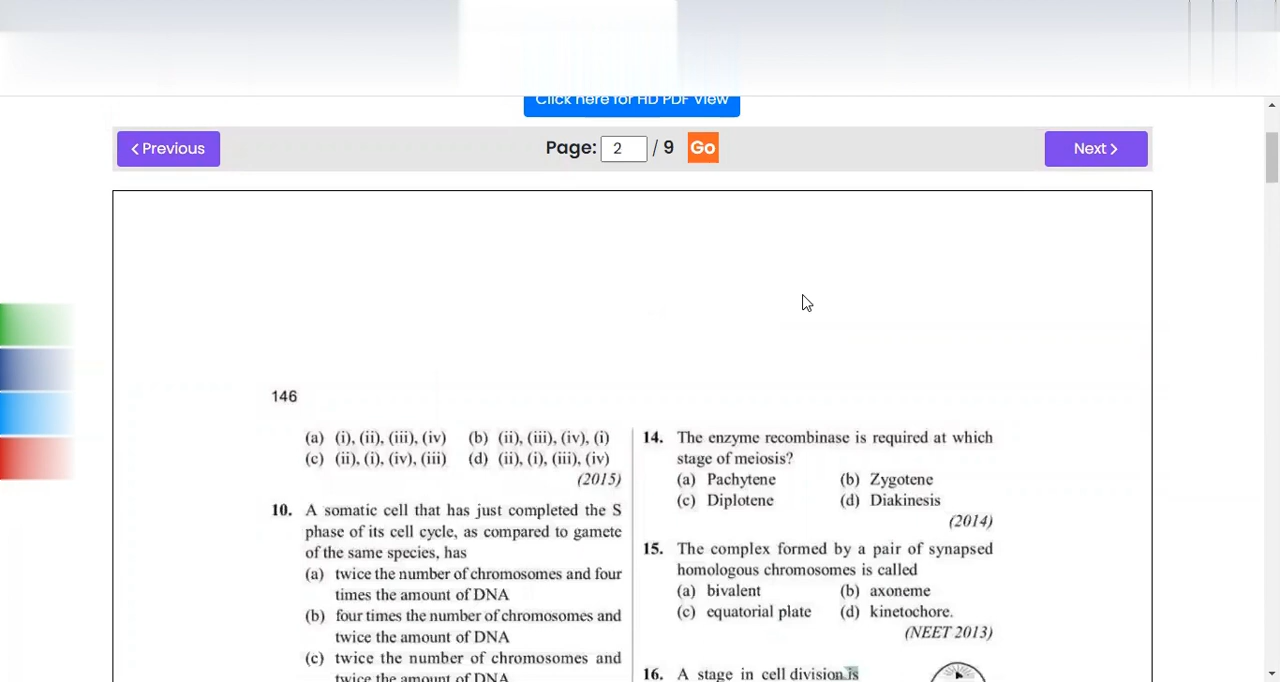 Click here for HD PDF View
Previous
Page: 2 / 9 Go
Next
146
(a) (i), (ii), (iii), (iv) (b) (ii), (iii), (iv), (i)
(c) (ii), (i), (iv), (iii) (d) (ii), (i), (iii), (iv)
(2015)
10. A somatic cell that has just completed the S
phase of its cell cycle, as compared to gamete
of the same species, has
(a) twice the number of chromosomes and four
times the amount of DNA
(b) four times the number of chromosomes and
twice the amount of DNA
(c) twice the number of chromosomes and
twice the amount of DNA
14. The enzyme recombinase is required at which
stage of meiosis?
(a) Pachytene (b) Zygotene
(c) Diplotene (d) Diakinesis
(2014)
15. The complex formed by a pair of synapsed
homologous chromosomes is called
(a) bivalent (b) axoneme
(c) equatorial plate (d) kinetochore.
(NEET 2013)
16. A stage in cell division is